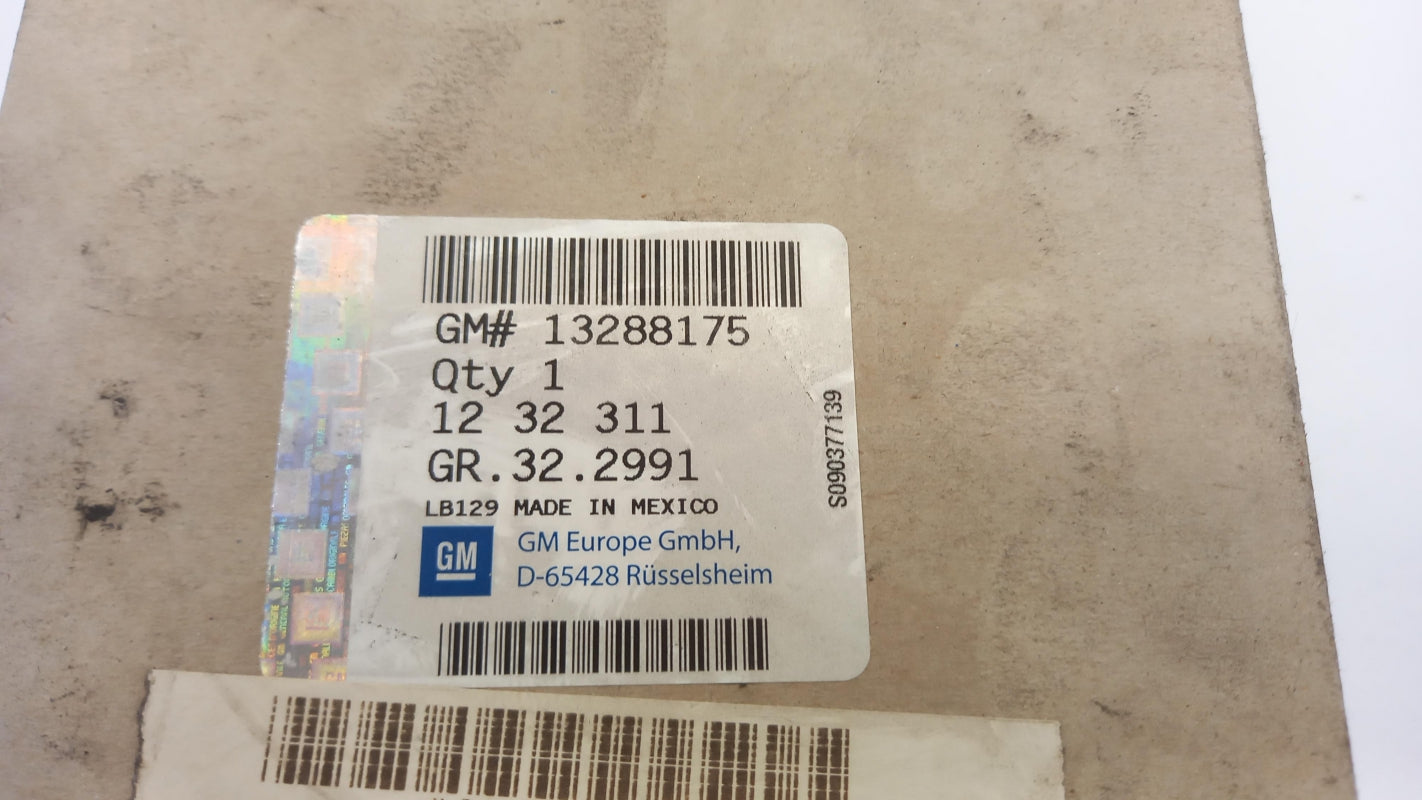 GM# 13288175
Qty 1
12 32 311
GR.32.2991
LB129 MADE IN MEXICO
GM
GM Europe GmbH,
D-65428 Rüsselsheim
S090377139